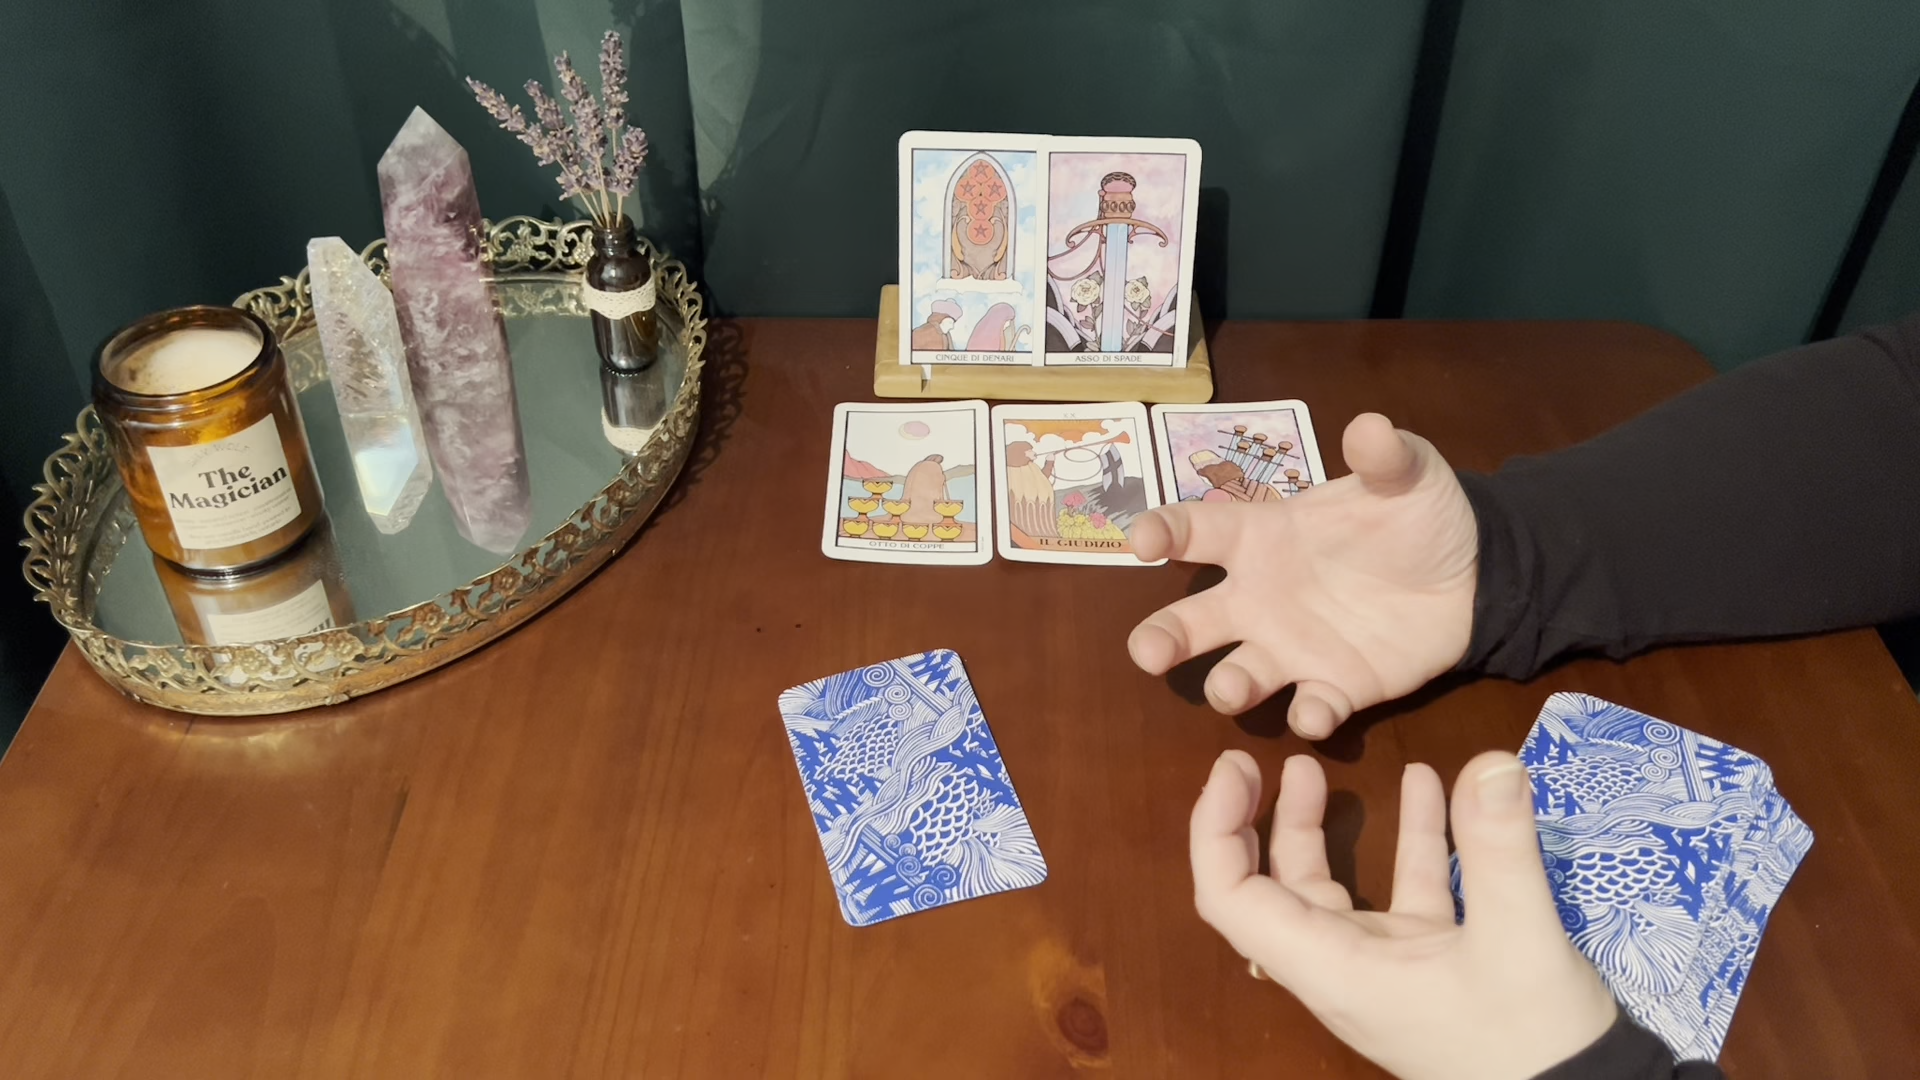 The
Magician
CINQUE DI DENARI
ASSO DI SPADE
OTTO DI COPPE
XX
IL GIUDIZIO